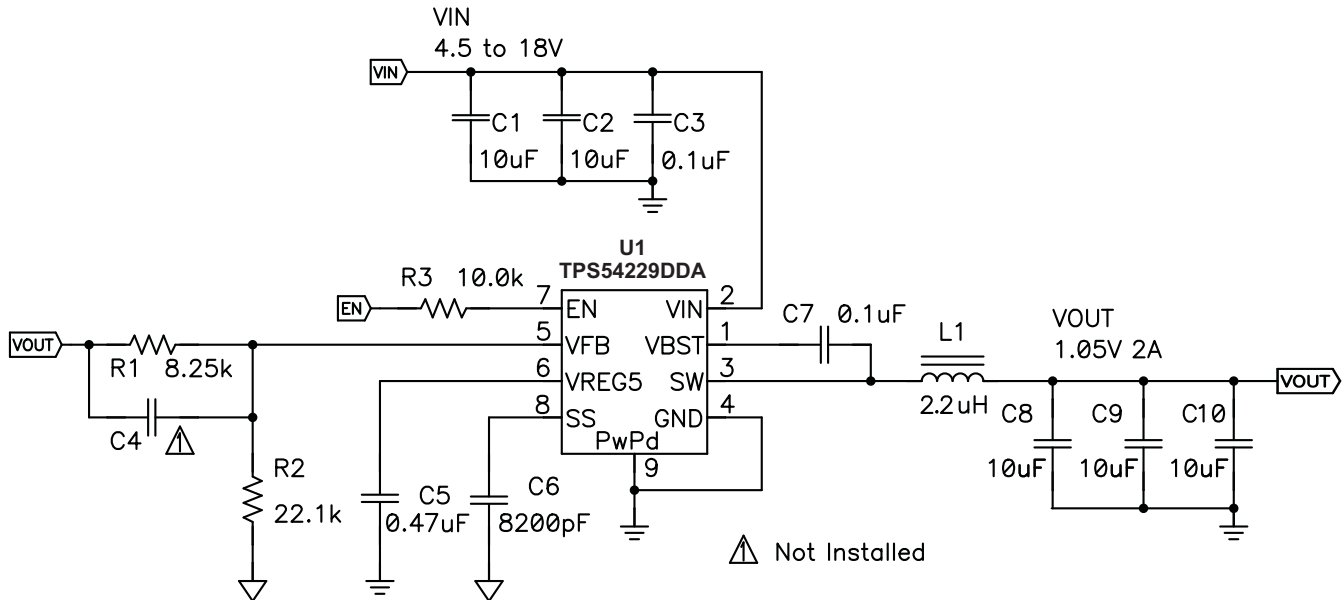 VIN
4.5 to 18V
VIN
C1
C2
C3
10uF
10uF
0.1uF
U1
TPS54229DDA
R3 10.0k
EN
7
EN
VIN
2
C7
0.1uF
VOUT
R1
8.25k
5
VFB
VBST
1
L1
VOUT
1.05V 2A
6
VREG5
SW
3
2.2uH
VOUT
C4
1
8
SS
GND
4
C8
C9
C10
PwPd
9
10uF
10uF
10uF
R2
22.1k
C5
0.47uF
C6
8200pF
1 Not Installed